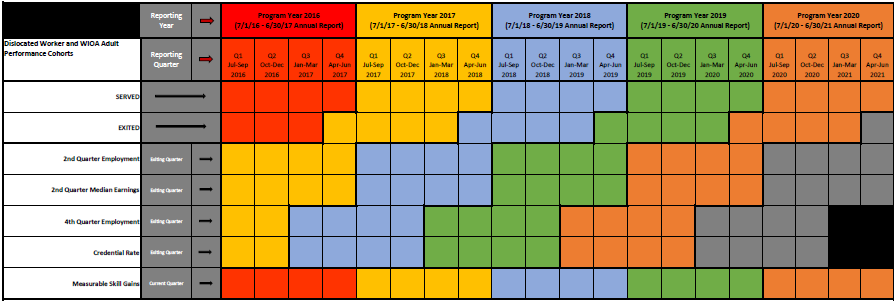 Reporting
Year
Program Year 2016
(7/1/16 - 6/30/17 Annual Report)
Program Year 2017
(7/1/17 - 6/30/18 Annual Report)
Program Year 2018
(7/1/18 - 6/30/19 Annual Report)
Program Year 2019
(7/1/19 - 6/30/20 Annual Report)
Program Year 2020
(7/1/20 - 6/30/21 Annual Report)
Dislocated Worker and WIOA Adult
Performance Cohorts
Reporting
Quarter
Q1
Jul-Sep
2016
Q2
Oct-Dec
2016
Q3
Jan-Mar
2017
Q4
Apr-Jun
2017
Q1
Jul-Sep
2017
Q2
Oct-Dec
2017
Q3
Jan-Mar
2018
Q4
Apr-Jun
2018
Q1
Jul-Sep
2018
Q2
Oct-Dec
2018
Q3
Jan-Mar
2019
Q4
Apr-Jun
2019
Q1
Jul-Sep
2019
Q2
Oct-Dec
2019
Q3
Jan-Mar
2020
Q4
Apr-Jun
2020
Q1
Jul-Sep
2020
Q2
Oct-Dec
2020
Q3
Jan-Mar
2021
Q4
Apr-Jun
2021
SERVED
EXITED
2nd Quarter Employment
Exiting Quarter
2nd Quarter Median Earnings
Exiting Quarter
4th Quarter Employment
Exiting Quarter
Credential Rate
Exiting Quarter
Measurable Skill Gains
Current Quarter